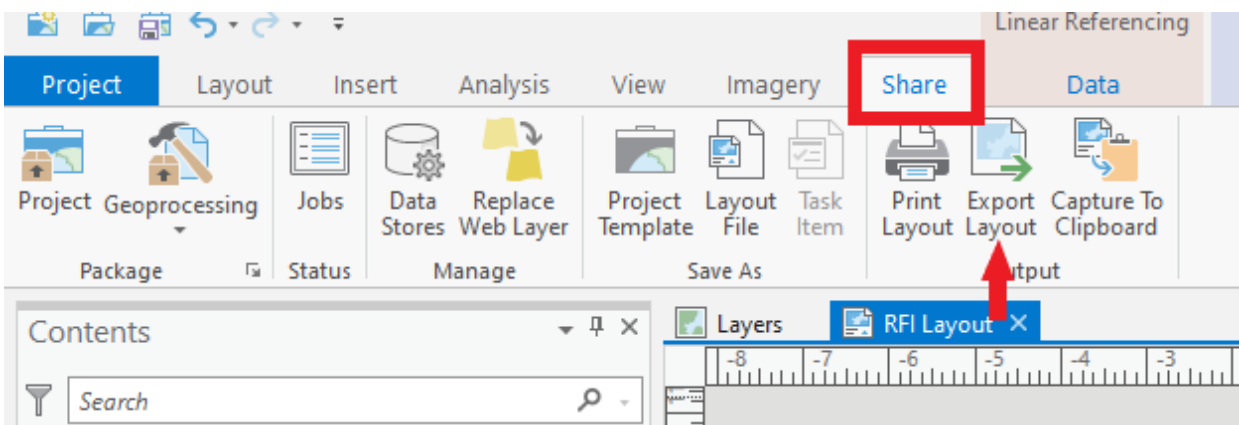 Linear Referencing
Project Layout Insert Analysis View Imagery Share Data
Project Geoprocessing Jobs Data Stores Replace Web Layer Project Template Layout File Task Item Print Layout Export Layout Capture To Clipboard
Package Status Manage Save As
Contents
Layers RFI Layout
-8 -7 -6 -5 -4 -3
Search